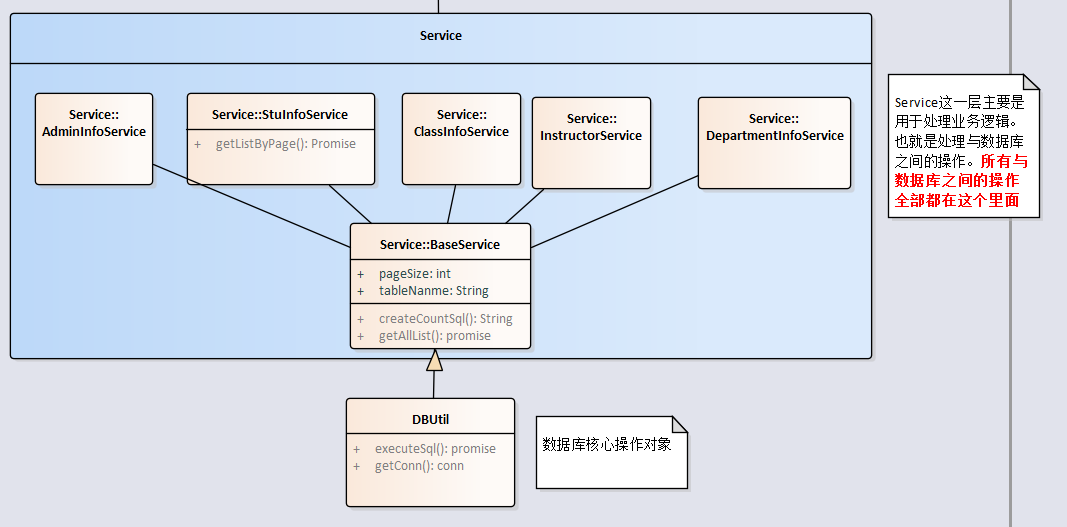 Service
Service::
AdminInfoService
Service::StuInfoService
+ getListByPage(): Promise
Service::
ClassInfoService
Service::
InstructorService
Service::
DepartmentInfoService
Service这一层主要是
用于处理业务逻辑。
也就是处理与数据库
之间的操作。所有与
数据库之间的操作
全部都在这个里面
Service::BaseService
+ pageSize: int
+ tableNanme: String
+ createCountSql(): String
+ getAllList(): promise
DBUtil
+ executeSql(): promise
+ getConn(): conn
数据库核心操作对象